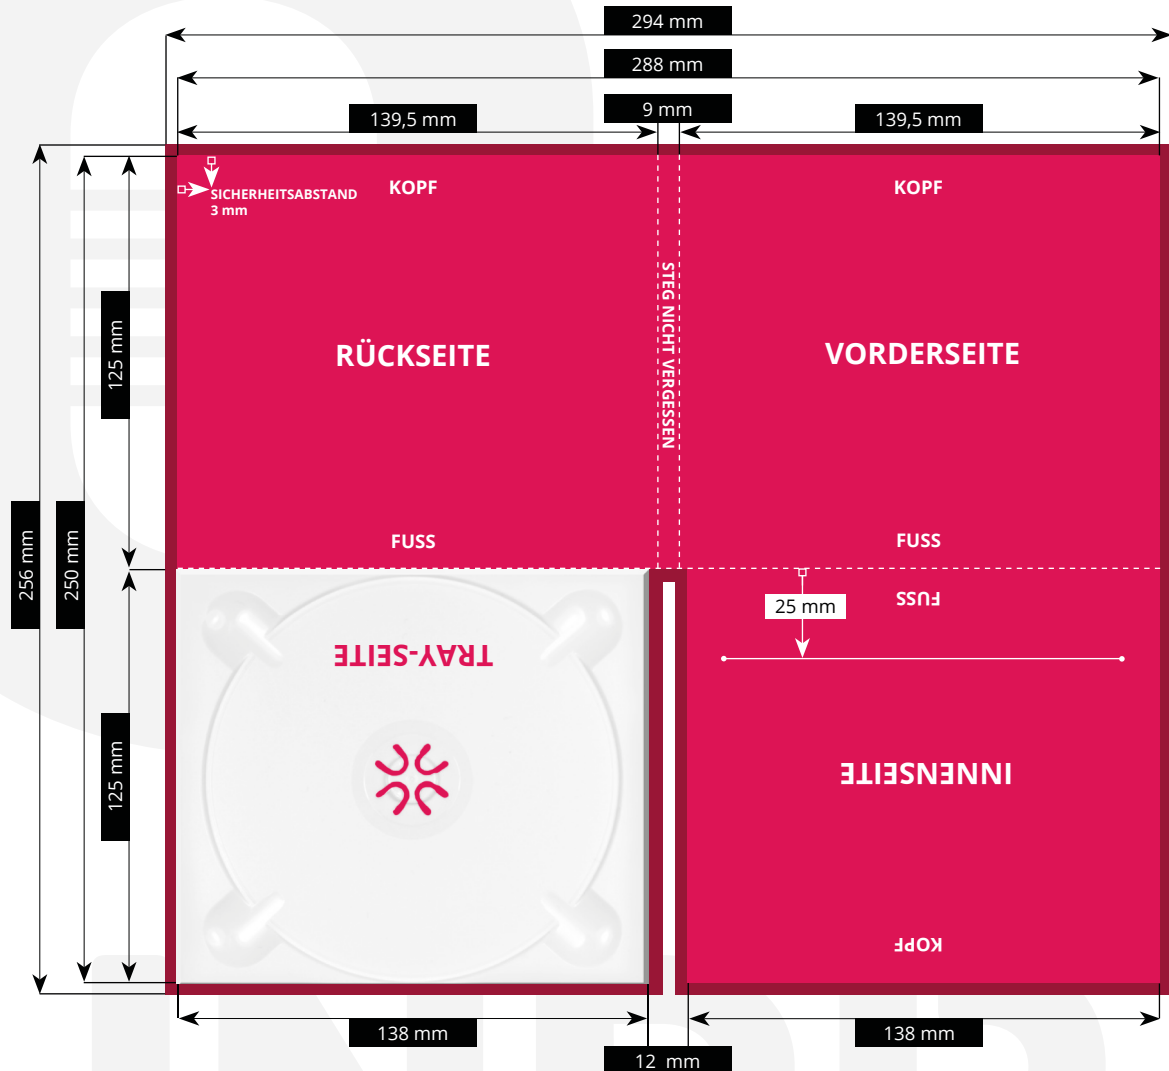 294 mm
288 mm
9 mm
139,5 mm
139,5 mm
SICHERHEITSABSTAND
3 mm
KOPF
KOPF
STEG NICHT VERGESSEN
125 mm
RÜCKSEITE
VORDERSEITE
256 mm
250 mm
FUSS
FUSS
FUSS
25 mm
TRAY-SEITE
125 mm
INNENSEITE
KOPF
138 mm
138 mm
12 mm